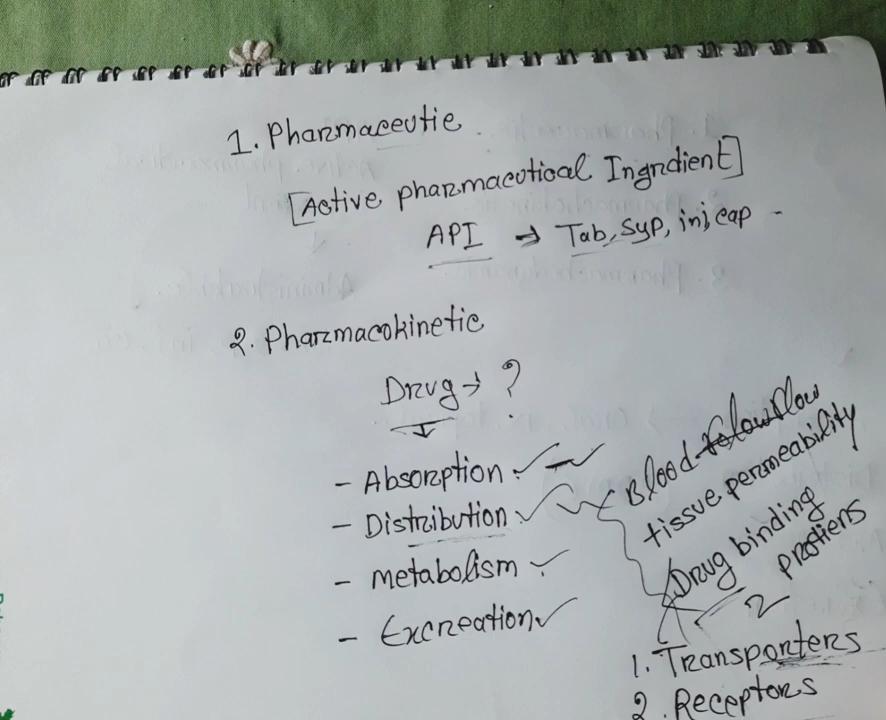 1. Pharmaceutic
[Active pharmacutical Ingrdient]
API → Tab, Syp, inj cap -
2. Pharmacokinetic
Drug → ?
- Absorption
- Distribution
- metabolism
- Excreation
Blood flow
tissue permeability
Drug binding
2 protiens
1. Transporters
2. Receptors